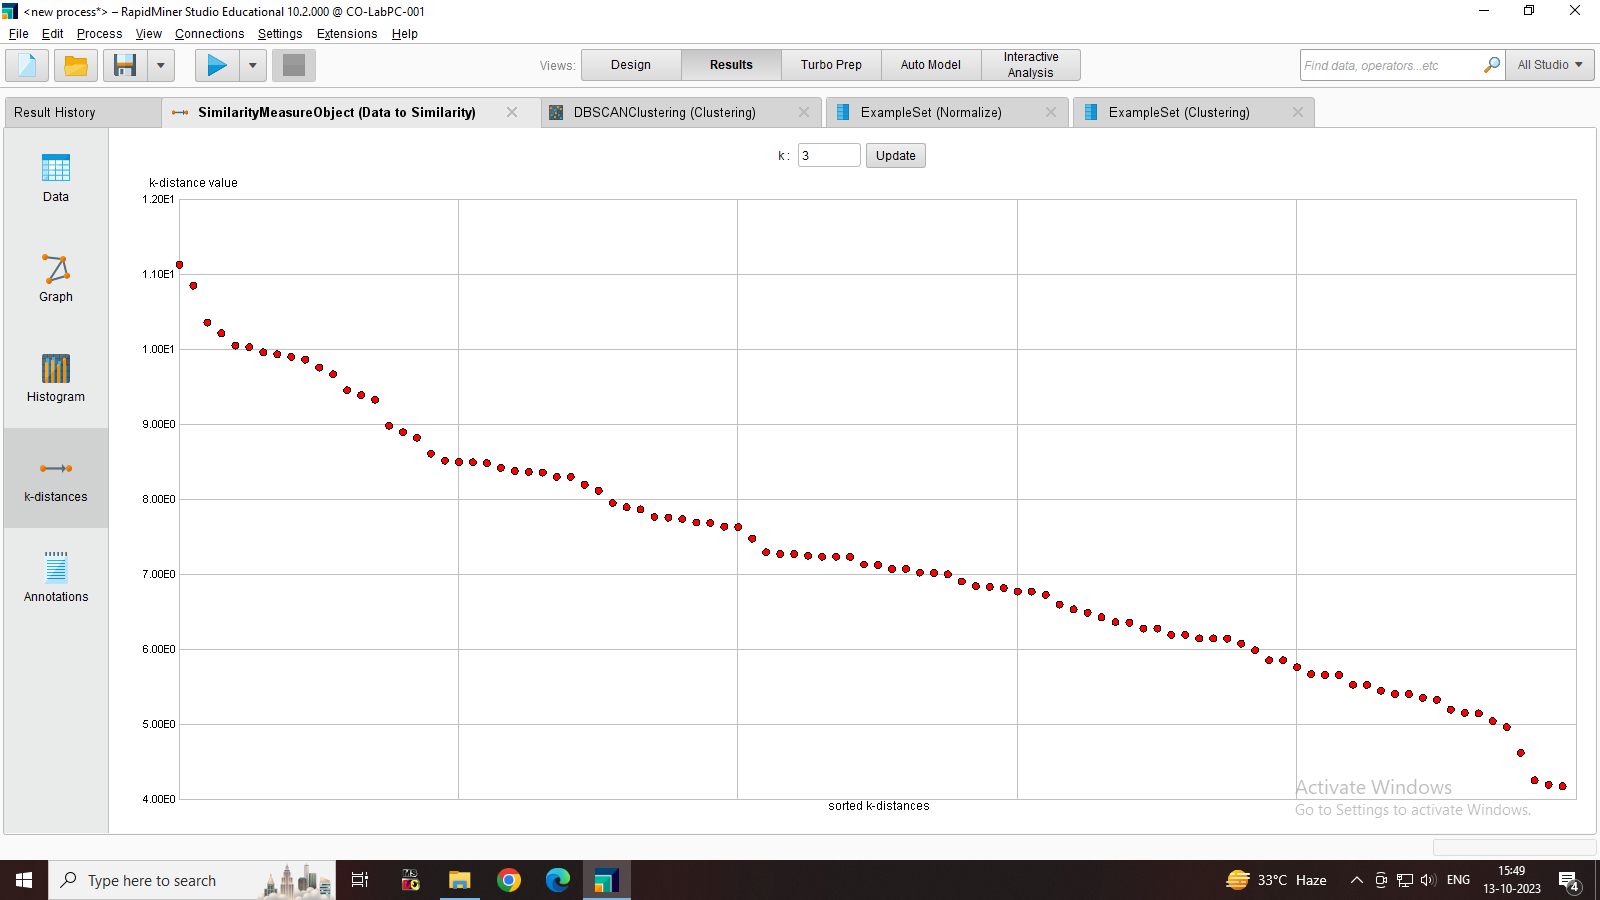 <new process*> – RapidMiner Studio Educational 10.2.000 @ CO-LabPC-001
File Edit Process View Connections Settings Extensions Help
Views: Design Results Turbo Prep Auto Model Interactive Analysis
Find data, operators...etc All Studio
Result History SimilarityMeasureObject (Data to Similarity) DBSCANClustering (Clustering) ExampleSet (Normalize) ExampleSet (Clustering)
Data
Graph
Histogram
k-distances
Annotations
k: 3 Update
k-distance value
1.20E1
1.10E1
1.00E1
9.00E0
8.00E0
7.00E0
6.00E0
5.00E0
4.00E0
sorted k-distances
Activate Windows
Go to Settings to activate Windows.
Type here to search
33°C Haze
ENG
15:49
13-10-2023
4